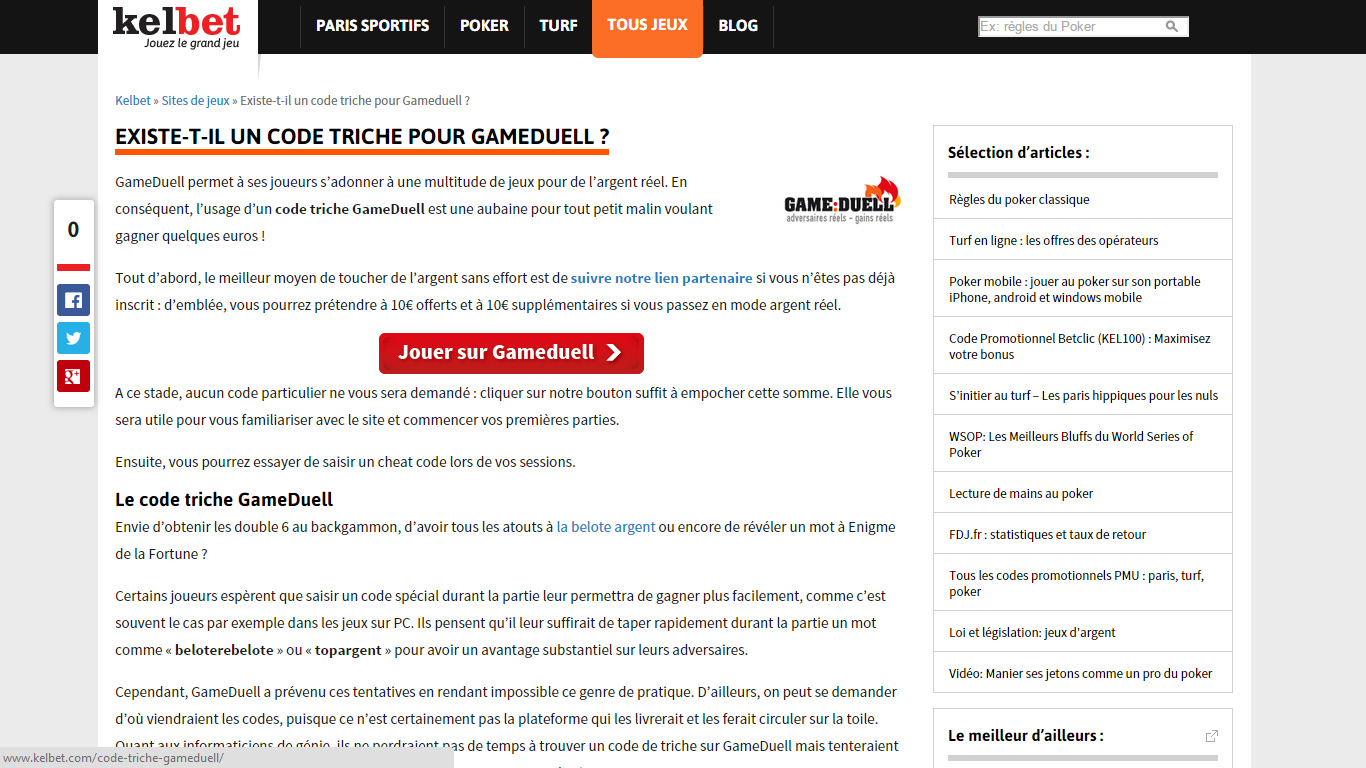 kelbet
Jouez le grand jeu
PARIS SPORTIFS
POKER
TURF
TOUS JEUX
BLOG
Ex: règles du Poker
Kelbet » Sites de jeux » Existe-t-il un code triche pour Gameduell ?
EXISTE-T-IL UN CODE TRICHE POUR GAMEDUELL ?
GameDuell permet à ses joueurs s’adonner à une multitude de jeux pour de l’argent réel. En
conséquent, l’usage d’un code triche GameDuell est une aubaine pour tout petit malin voulant
gagner quelques euros !
GAME:DUELL
adversaires réels – gains réels
0
Tout d’abord, le meilleur moyen de toucher de l’argent sans effort est de suivre notre lien partenaire si vous n’êtes pas déjà
inscrit : d’emblée, vous pourrez prétendre à 10€ offerts et à 10€ supplémentaires si vous passez en mode argent réel.
Jouer sur Gameduell
A ce stade, aucun code particulier ne vous sera demandé : cliquer sur notre bouton suffit à empocher cette somme. Elle vous
sera utile pour vous familiariser avec le site et commencer vos premières parties.
Ensuite, vous pourrez essayer de saisir un cheat code lors de vos sessions.
Le code triche GameDuell
Envie d’obtenir les double 6 au backgammon, d’avoir tous les atouts à la belote argent ou encore de révéler un mot à Enigme
de la Fortune ?
Certains joueurs espèrent que saisir un code spécial durant la partie leur permettra de gagner plus facilement, comme c’est
souvent le cas par exemple dans les jeux sur PC. Ils pensent qu’il leur suffirait de taper rapidement durant la partie un mot
comme « beloterebelote » ou « topargent » pour avoir un avantage substantiel sur leurs adversaires.
Cependant, GameDuell a prévenu ces tentatives en rendant impossible ce genre de pratique. D’ailleurs, on peut se demander
d’où viendraient les codes, puisque ce n’est certainement pas la plateforme qui les livrerait et les ferait circuler sur la toile.
Quant aux informaticiens de génie, ils ne perdraient pas de temps à trouver un code de triche sur GameDuell mais tenteraient
Sélection d’articles :
Règles du poker classique
Turf en ligne : les offres des opérateurs
Poker mobile : jouer au poker sur son portable
iPhone, android et windows mobile
Code Promotionnel Betclic (KEL100) : Maximisez
votre bonus
S’initier au turf – Les paris hippiques pour les nuls
WSOP: Les Meilleurs Bluffs du World Series of
Poker
Lecture de mains au poker
FDJ.fr : statistiques et taux de retour
Tous les codes promotionnels PMU : paris, turf,
poker
Loi et législation: jeux d’argent
Vidéo: Manier ses jetons comme un pro du poker
Le meilleur d’ailleurs :
www.kelbet.com/code-triche-gameduell/